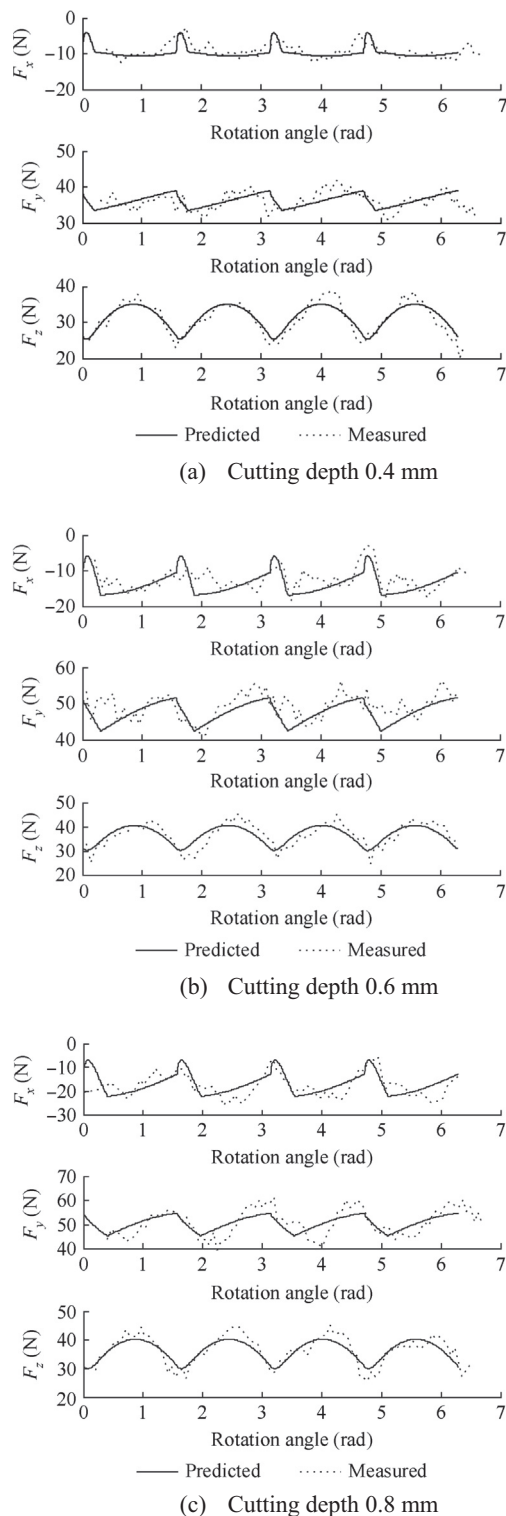 0
−10
−20
F_x (N)
0 1 2 3 4 5 6 7
Rotation angle (rad)
50
40
30
F_y (N)
0 1 2 3 4 5 6 7
Rotation angle (rad)
40
30
20
F_z (N)
0 1 2 3 4 5 6 7
Rotation angle (rad)
Predicted Measured
(a) Cutting depth 0.4 mm
0
−10
−20
F_x (N)
0 1 2 3 4 5 6 7
Rotation angle (rad)
60
50
40
F_y (N)
0 1 2 3 4 5 6 7
Rotation angle (rad)
50
40
30
20
F_z (N)
0 1 2 3 4 5 6 7
Rotation angle (rad)
Predicted Measured
(b) Cutting depth 0.6 mm
0
−10
−20
−30
F_x (N)
0 1 2 3 4 5 6 7
Rotation angle (rad)
70
60
50
40
F_y (N)
0 1 2 3 4 5 6 7
Rotation angle (rad)
50
40
30
20
F_z (N)
0 1 2 3 4 5 6 7
Rotation angle (rad)
Predicted Measured
(c) Cutting depth 0.8 mm